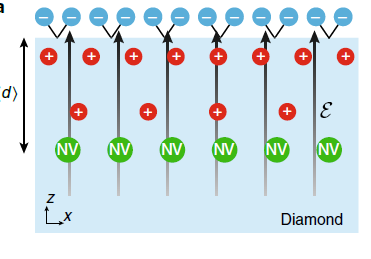 a
− − − − − − − − − − − −
+ + + + + + + +
d⟩
+ + + + ℰ
NV NV NV NV NV NV
z
x
Diamond